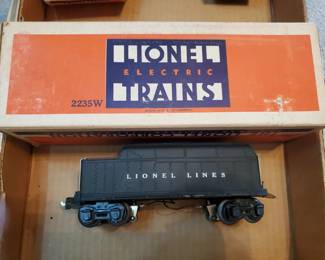 LIONEL
ELECTRIC
TRAINS
2235W
LIONEL LINES